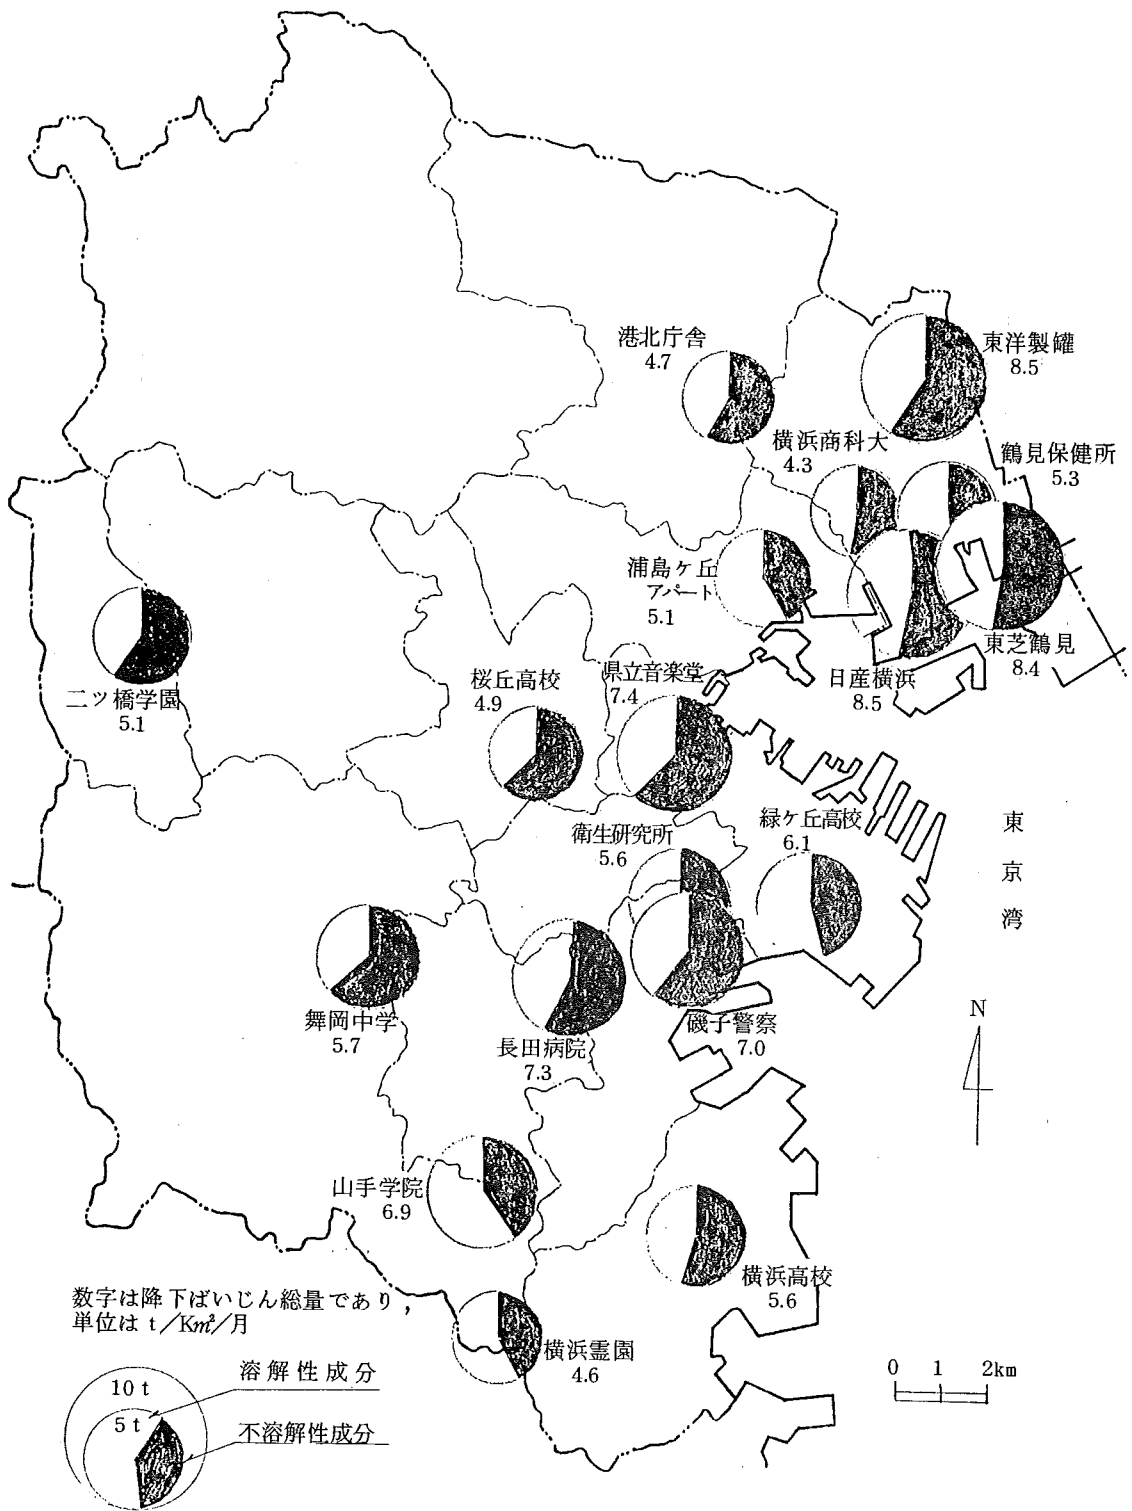 港北庁舎
4.7
東洋製罐
8.5
横浜商科大
4.3
鶴見保健所
5.3
浦島ケ丘
アパート
5.1
二ツ橋学園
5.1
桜丘高校
4.9
県立音楽堂
7.4
日産横浜
8.5
東芝鶴見
8.4
衛生研究所
5.6
緑ケ丘高校
6.1
東
京
湾
舞岡中学
5.7
長田病院
7.3
磯子警察
7.0
N
山手学院
6.9
横浜高校
5.6
横浜霊園
4.6
数字は降下ばいじん総量であり,
単位は t/Km²/月
溶解性成分
10 t
5 t
不溶解性成分
0 1 2km